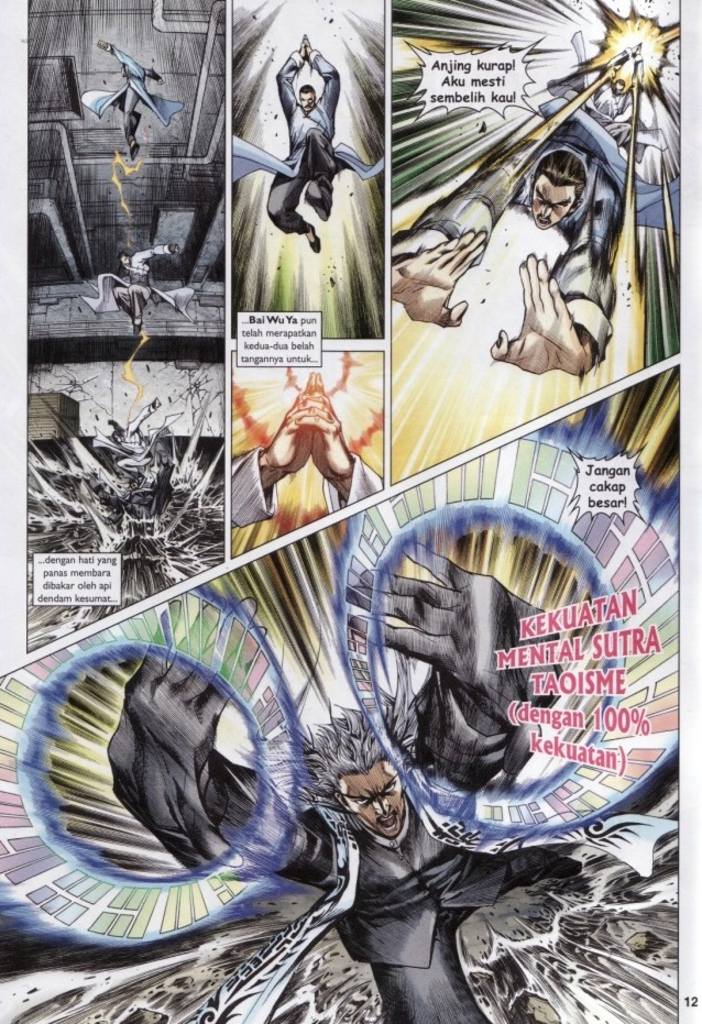 ...dengan hati yang
panas membara
dibakar oleh api
dendam kesumat...
...Bai Wu Ya pun
telah merapatkan
kedua-dua belah
tangannya untuk...
Anjing kurap!
Aku mesti
sembelih kau!
Jangan
cakap
besar!
KEKUATAN
MENTAL SUTRA
TAOISME
(dengan 100%
kekuatan)
12